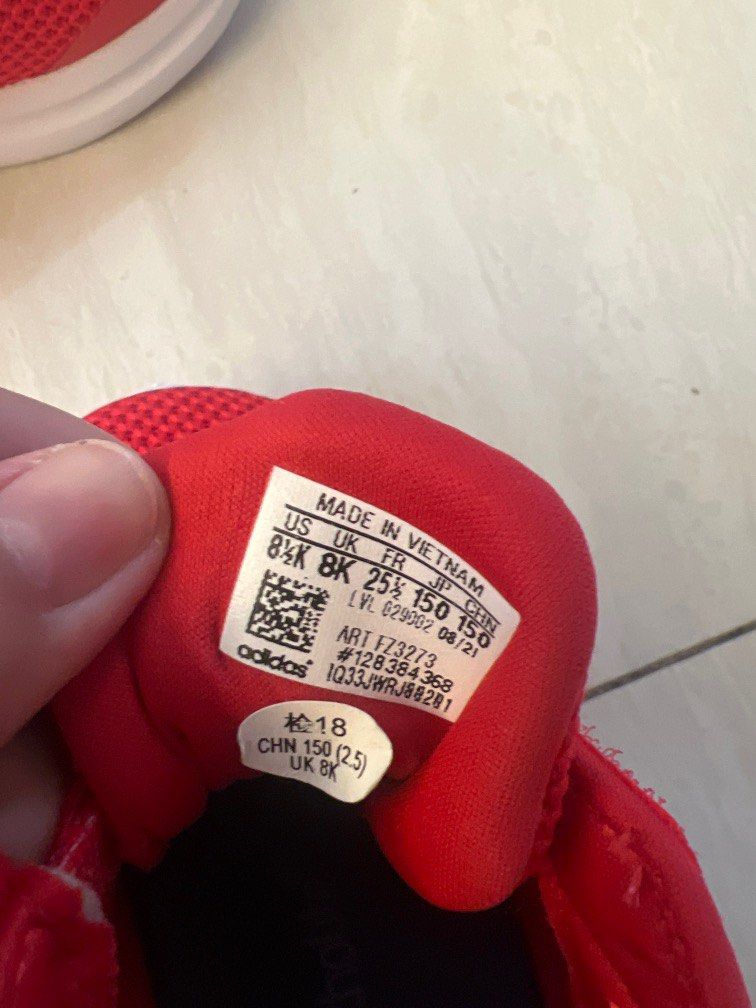 MADE IN VIETNAM
US UK FR JP CHN
8½K 8K 25½ 150 150
LVL 029002 08/21
ART FZ3273
#128384368
adidas
检18
CHN 150 (2.5)
UK 8K